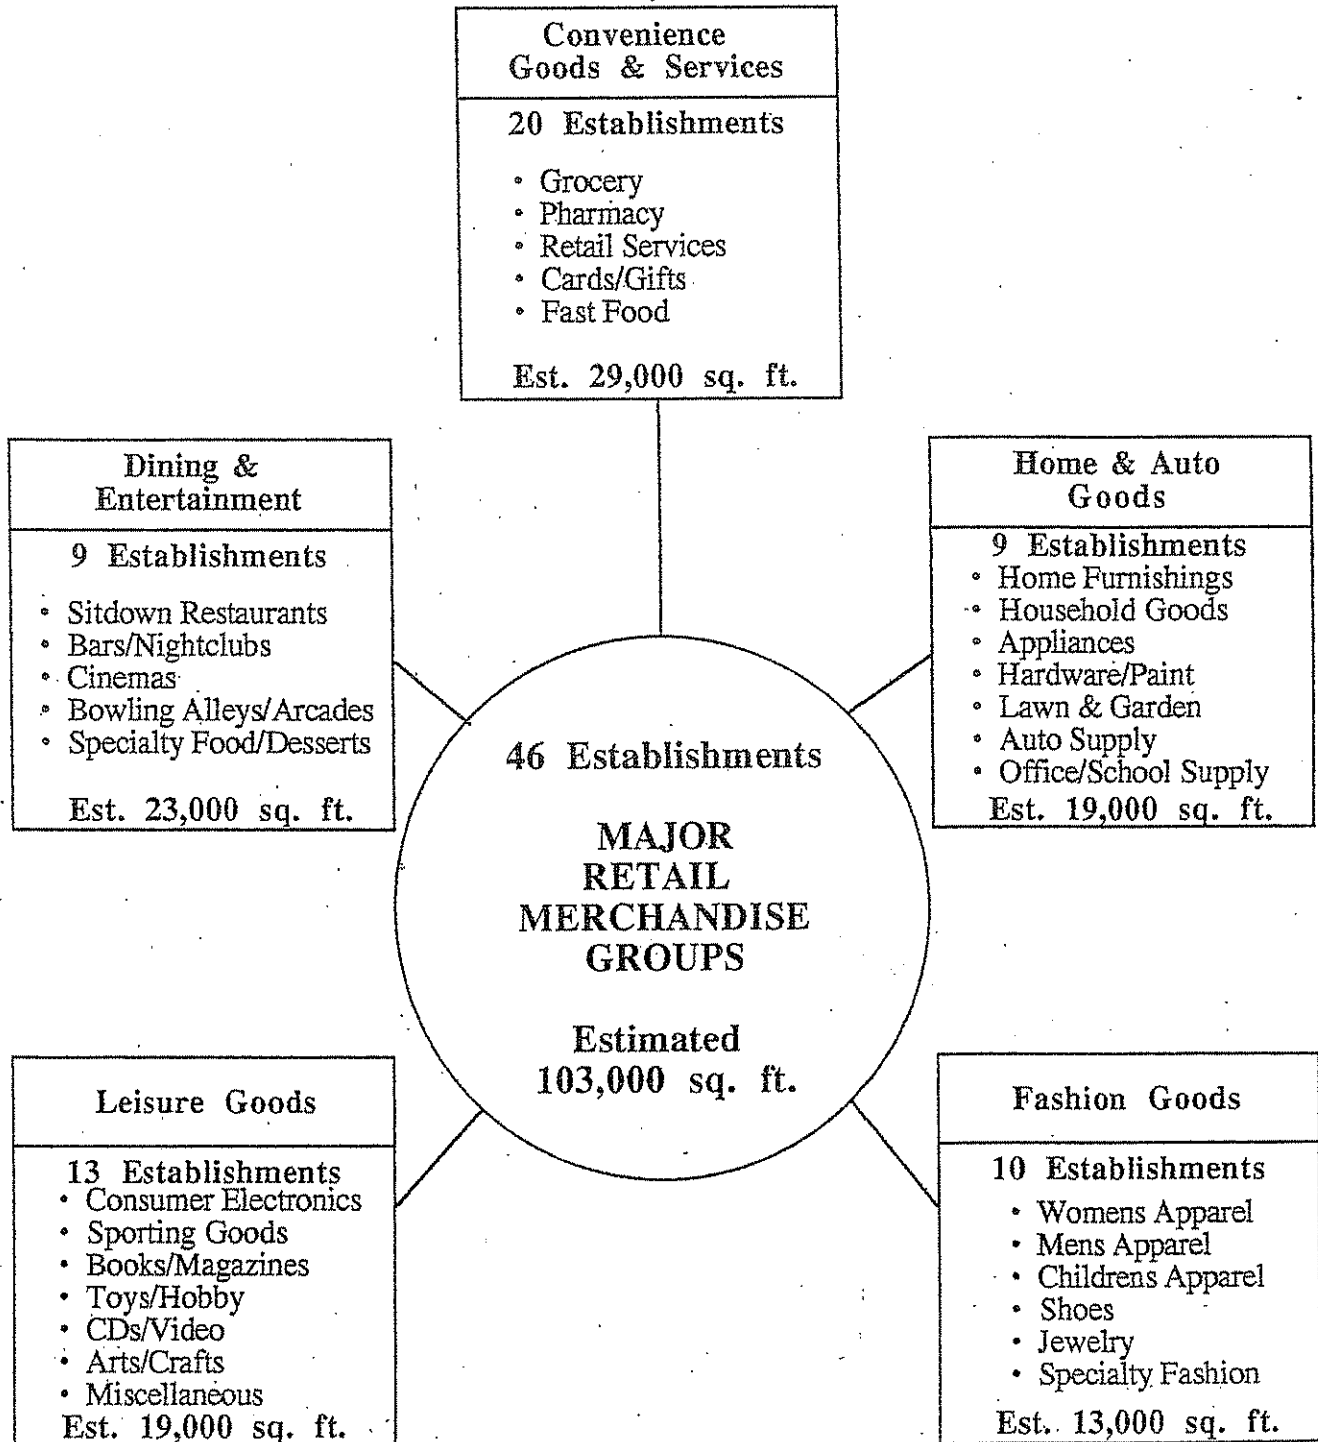 Convenience
Goods & Services
20 Establishments
• Grocery
• Pharmacy
• Retail Services
• Cards/Gifts
• Fast Food
Est. 29,000 sq. ft.
Dining &
Entertainment
9 Establishments
• Sitdown Restaurants
• Bars/Nightclubs
• Cinemas
• Bowling Alleys/Arcades
• Specialty Food/Desserts
Est. 23,000 sq. ft.
Home & Auto
Goods
9 Establishments
• Home Furnishings
• Household Goods
• Appliances
• Hardware/Paint
• Lawn & Garden
• Auto Supply
• Office/School Supply
Est. 19,000 sq. ft.
46 Establishments
MAJOR
RETAIL
MERCHANDISE
GROUPS
Estimated
103,000 sq. ft.
Leisure Goods
13 Establishments
• Consumer Electronics
• Sporting Goods
• Books/Magazines
• Toys/Hobby
• CDs/Video
• Arts/Crafts
• Miscellaneous
Est. 19,000 sq. ft.
Fashion Goods
10 Establishments
• Womens Apparel
• Mens Apparel
• Childrens Apparel
• Shoes
• Jewelry
• Specialty Fashion
Est. 13,000 sq. ft.